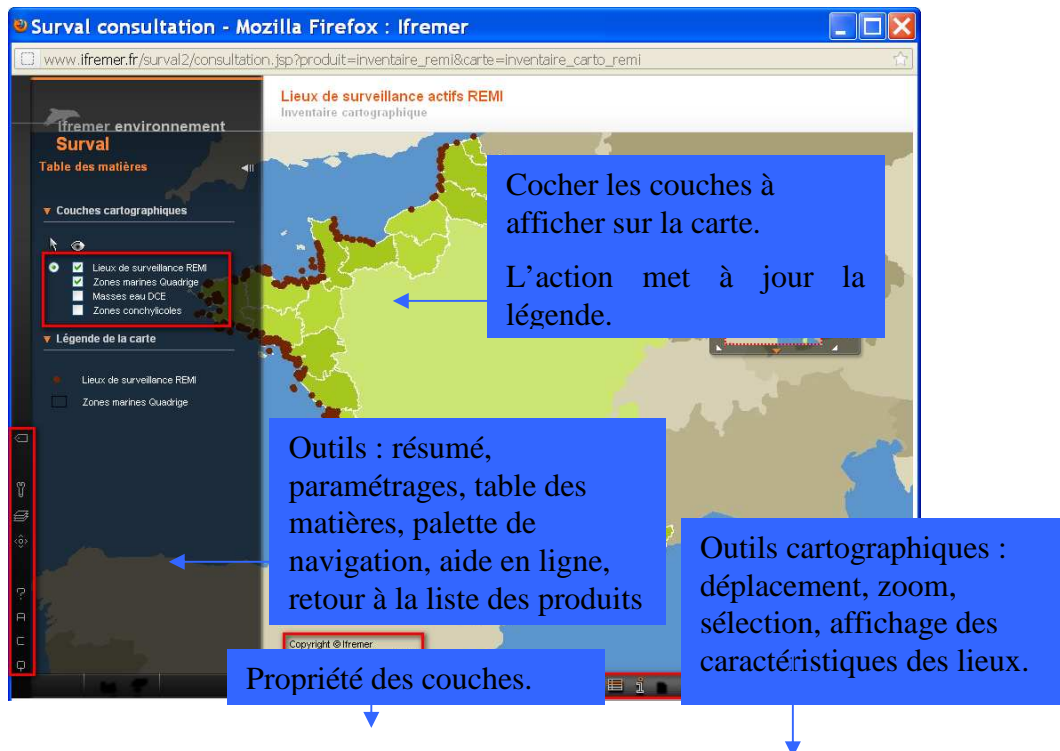 Surval consultation - Mozilla Firefox : Ifremer
www.ifremer.fr/surval2/consultation.jsp?produit=inventaire_remi&carte=inventaire_carto_remi
Lieux de surveillance actifs REMI
Inventaire cartographique
Ifremer environnement
Surval
Table des matières
Couches cartographiques
Lieux de surveillance REMI
Zones marines Quadrige
Masses eau DCE
Zones conchylicoles
Légende de la carte
Lieux de surveillance REMI
Zones marines Quadrige
Cocher les couches à
afficher sur la carte.
L'action met à jour la
légende.
Outils : résumé,
paramétrages, table des
matières, palette de
navigation, aide en ligne,
retour à la liste des produits
Outils cartographiques :
déplacement, zoom,
sélection, affichage des
caractéristiques des lieux.
Copyright © Ifremer
Propriété des couches.